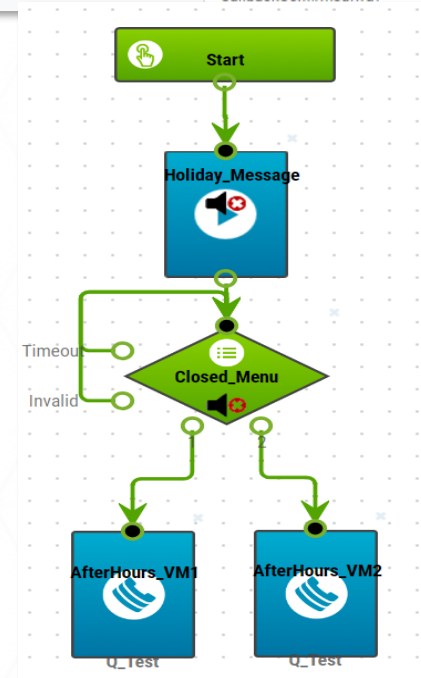 Start
Holiday_Message
Timeout
Closed_Menu
Invalid
1
2
AfterHours_VM1
AfterHours_VM2
Q_Test
Q_Test